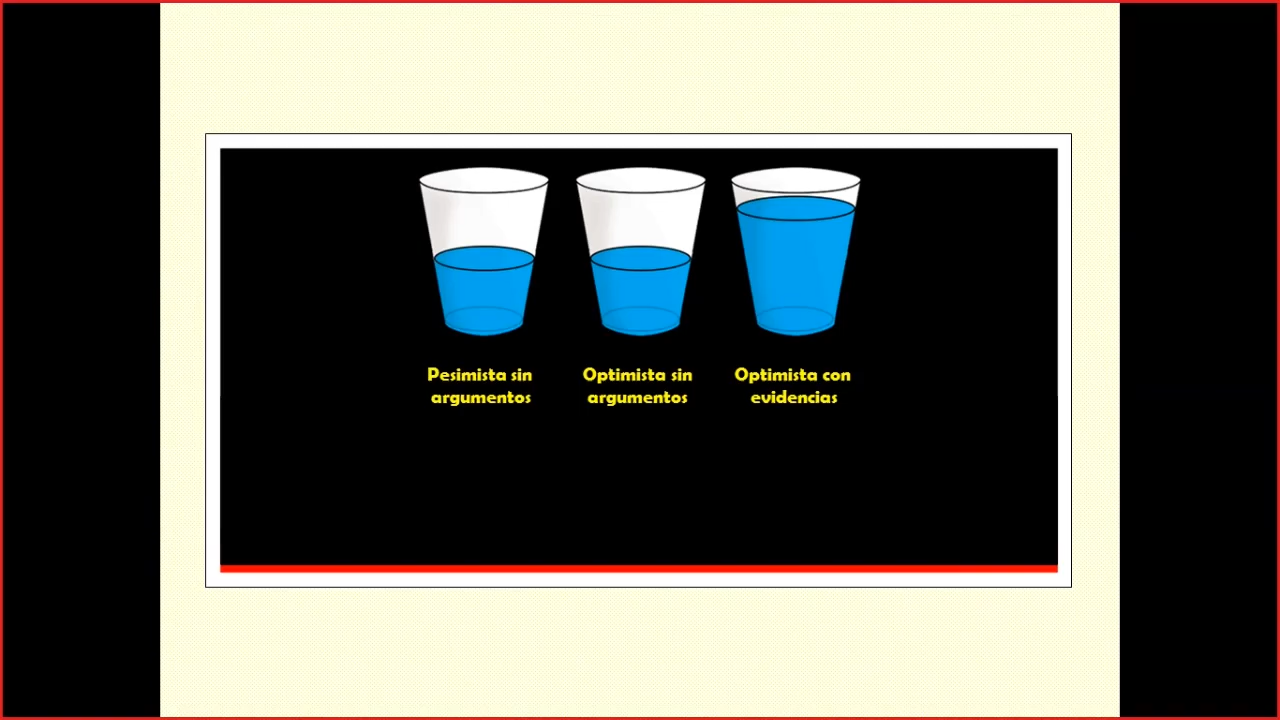 Pesimista sin
argumentos
Optimista sin
argumentos
Optimista con
evidencias